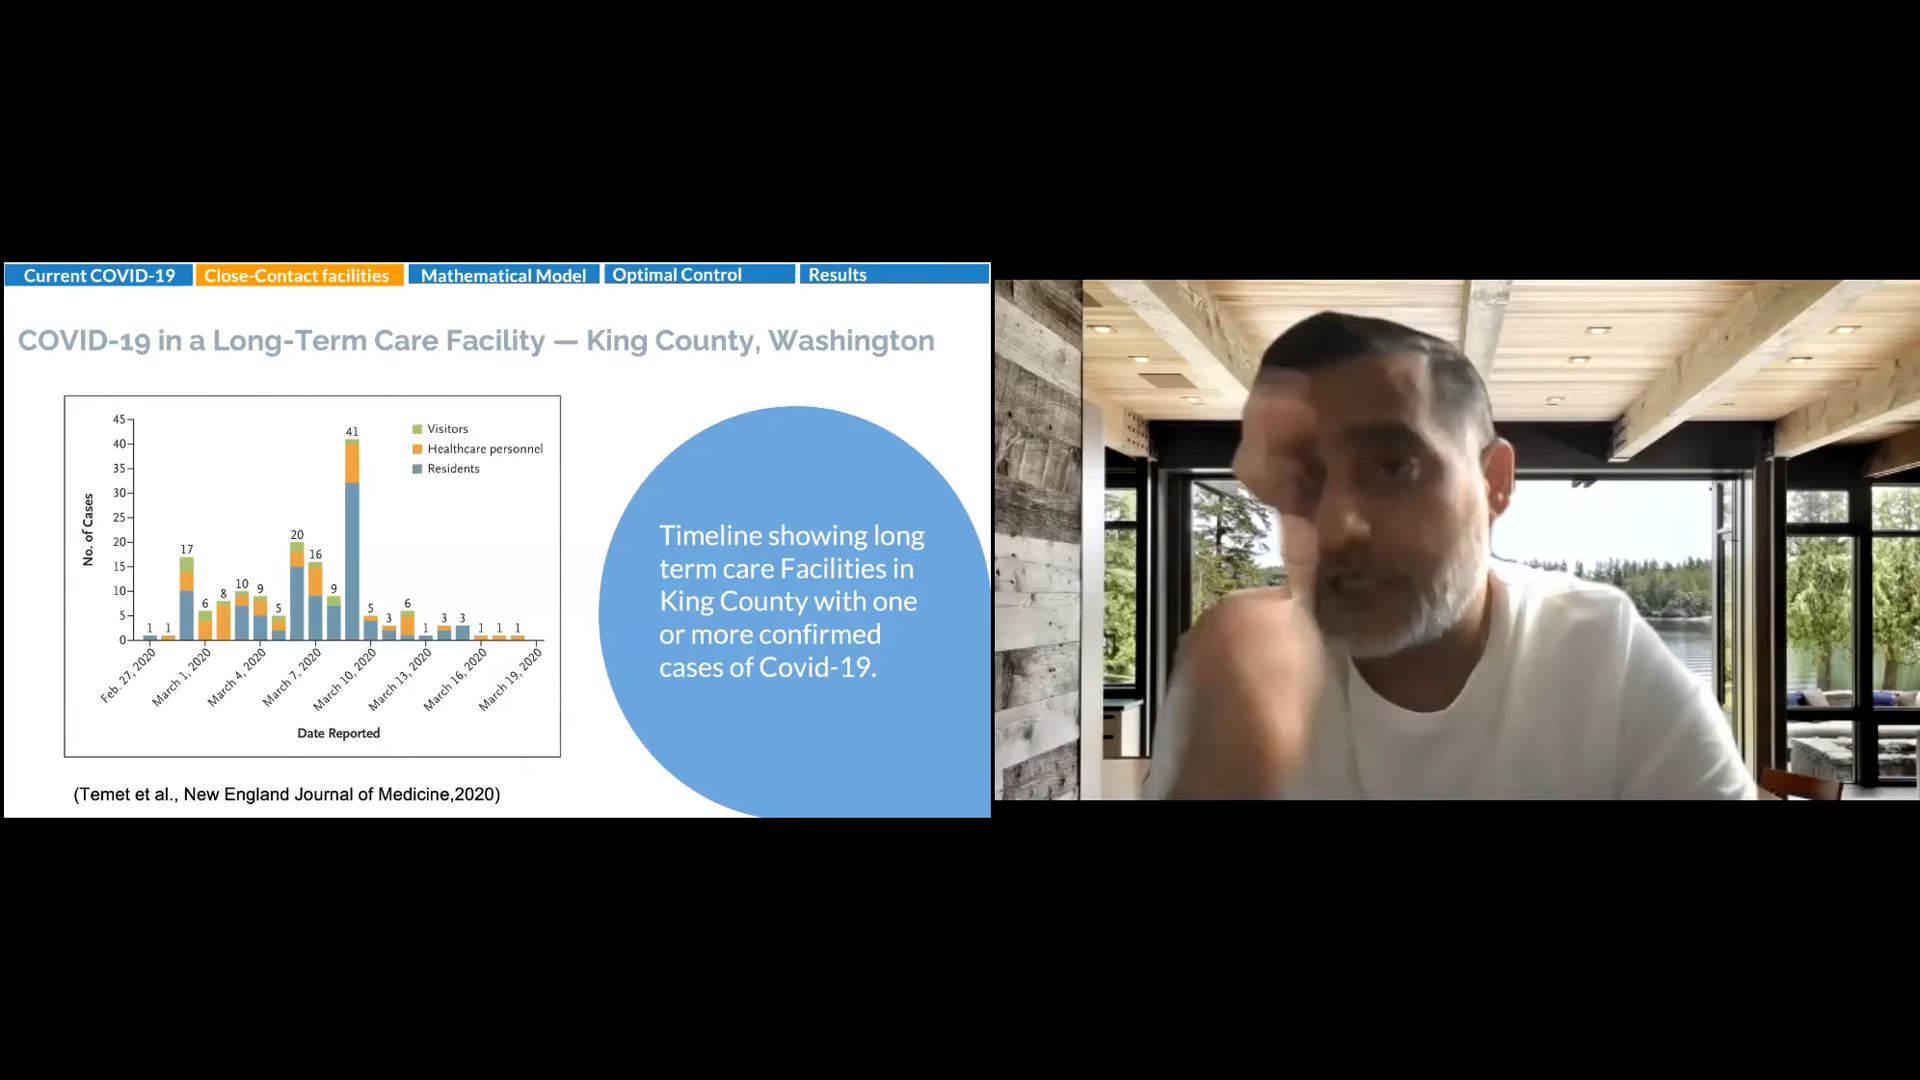 Current COVID-19
Close-Contact facilities
Mathematical Model
Optimal Control
Results
COVID-19 in a Long-Term Care Facility — King County, Washington
45
40
35
30
25
20
15
10
5
0
No. of Cases
1
1
17
6
8
10
9
5
20
16
9
41
5
3
6
1
3
3
1
1
1
Visitors
Healthcare personnel
Residents
Feb. 27, 2020
March 1, 2020
March 4, 2020
March 7, 2020
March 10, 2020
March 13, 2020
March 16, 2020
March 19, 2020
Date Reported
Timeline showing long
term care Facilities in
King County with one
or more confirmed
cases of Covid-19.
(Temet et al., New England Journal of Medicine,2020)